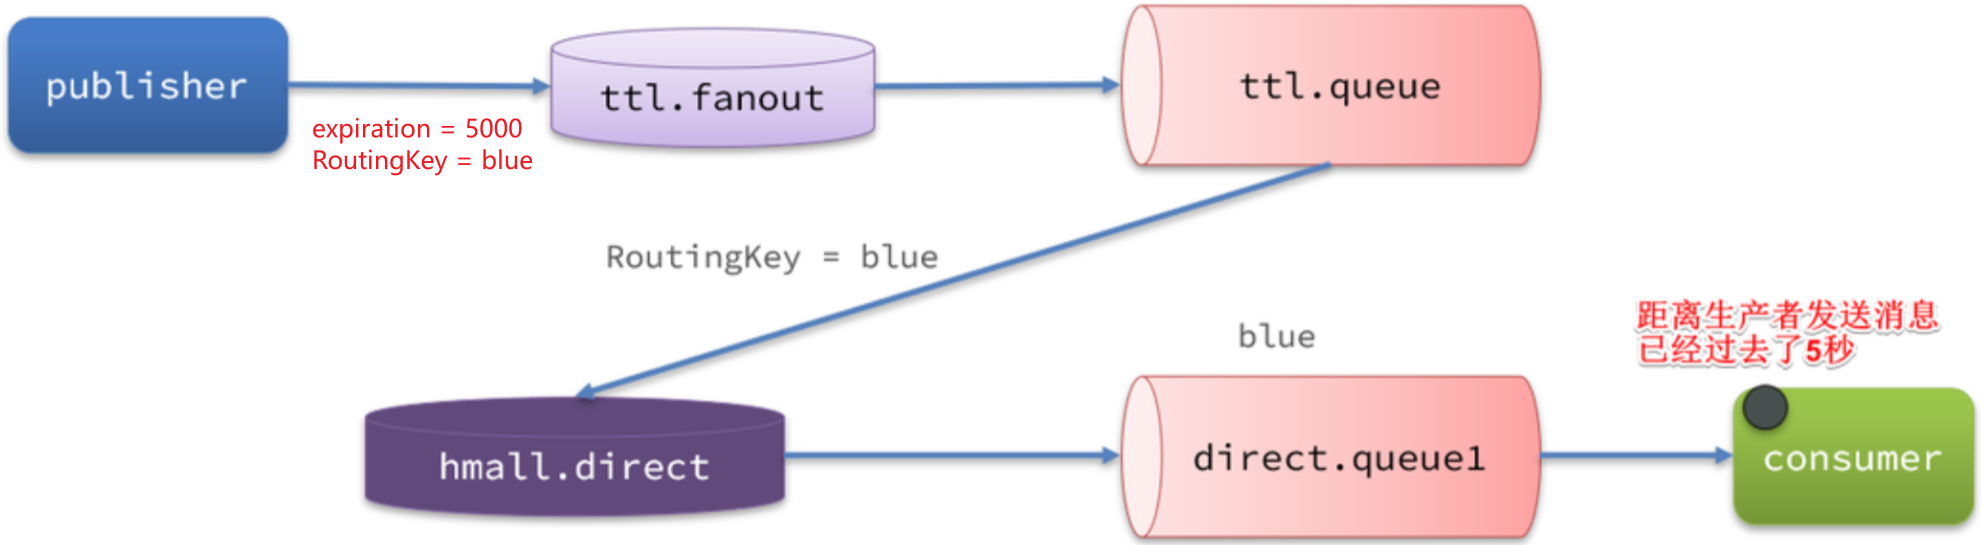 publisher
expiration = 5000
RoutingKey = blue
ttl.fanout
ttl.queue
RoutingKey = blue
hmall.direct
blue
direct.queue1
距离生产者发送消息
已经过去了5秒
consumer